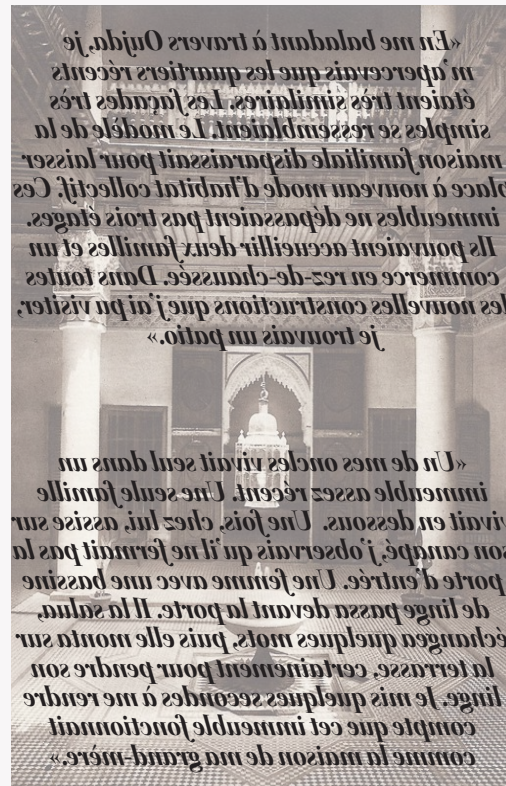 «En me baladant à travers Oujda, je
m'apercevais que les quartiers récents
étaient très similaires. Les façades très
simples se ressemblaient. Le modèle de la
maison familiale disparaissait pour laisser
place à nouveau mode d'habitat collectif. Ces
immeubles ne dépassaient pas trois étages.
Ils pouvaient accueillir deux familles et un
commerce en rez-de-chaussée. Dans toutes
les nouvelles constructions que j'ai pu visiter,
je trouvais un patio.»
«Un de mes oncles vivait seul dans un
immeuble assez récent. Une seule famille
vivait en dessous. Une fois, chez lui, assise sur
son canapé, j'observais qu'il ne fermait pas la
porte d'entrée. Une femme avec une bassine
de linge passa devant la porte. Il la salua,
échangea quelques mots, puis elle monta sur
la terrasse, certainement pour pendre son
linge. Je mis quelques secondes à me rendre
compte que cet immeuble fonctionnait
comme la maison de ma grand-mère.»